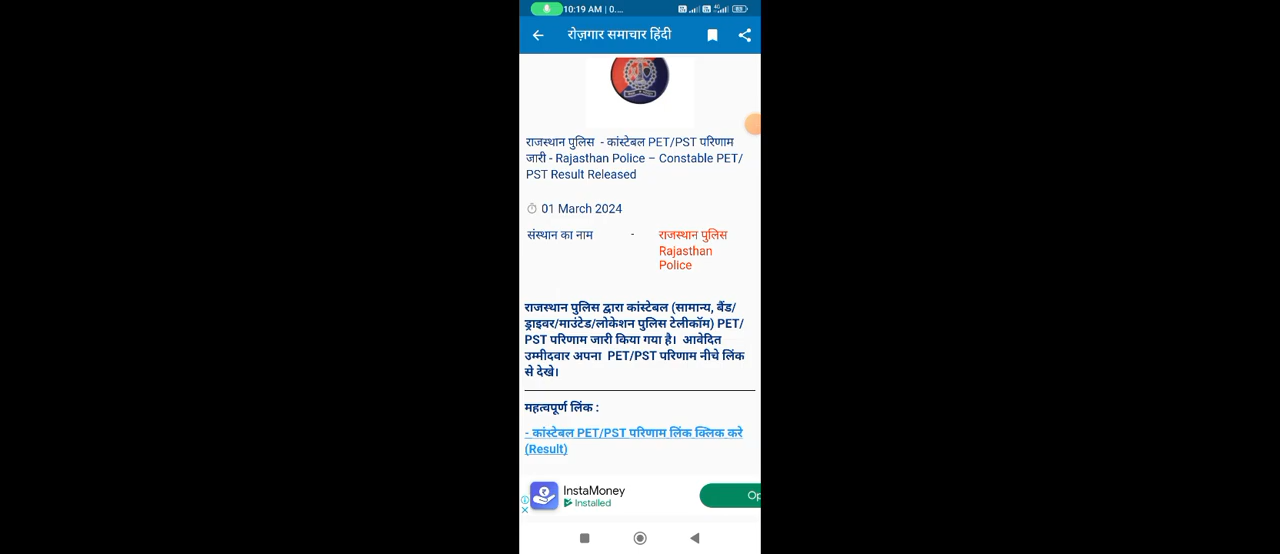 10:19 AM | 0....
रोज़गार समाचार हिंदी
राजस्थान पुलिस - कांस्टेबल PET/PST परिणाम
जारी - Rajasthan Police – Constable PET/
PST Result Released
01 March 2024
संस्थान का नाम - राजस्थान पुलिस
Rajasthan
Police
राजस्थान पुलिस द्वारा कांस्टेबल (सामान्य, बैंड/
ड्राइवर/माउंटेड/लोकेशन पुलिस टेलीकॉम) PET/
PST परिणाम जारी किया गया है। आवेदित
उम्मीदवार अपना PET/PST परिणाम नीचे लिंक
से देखे।
महत्वपूर्ण लिंक :
- कांस्टेबल PET/PST परिणाम लिंक क्लिक करे
(Result)
InstaMoney
Installed
Op